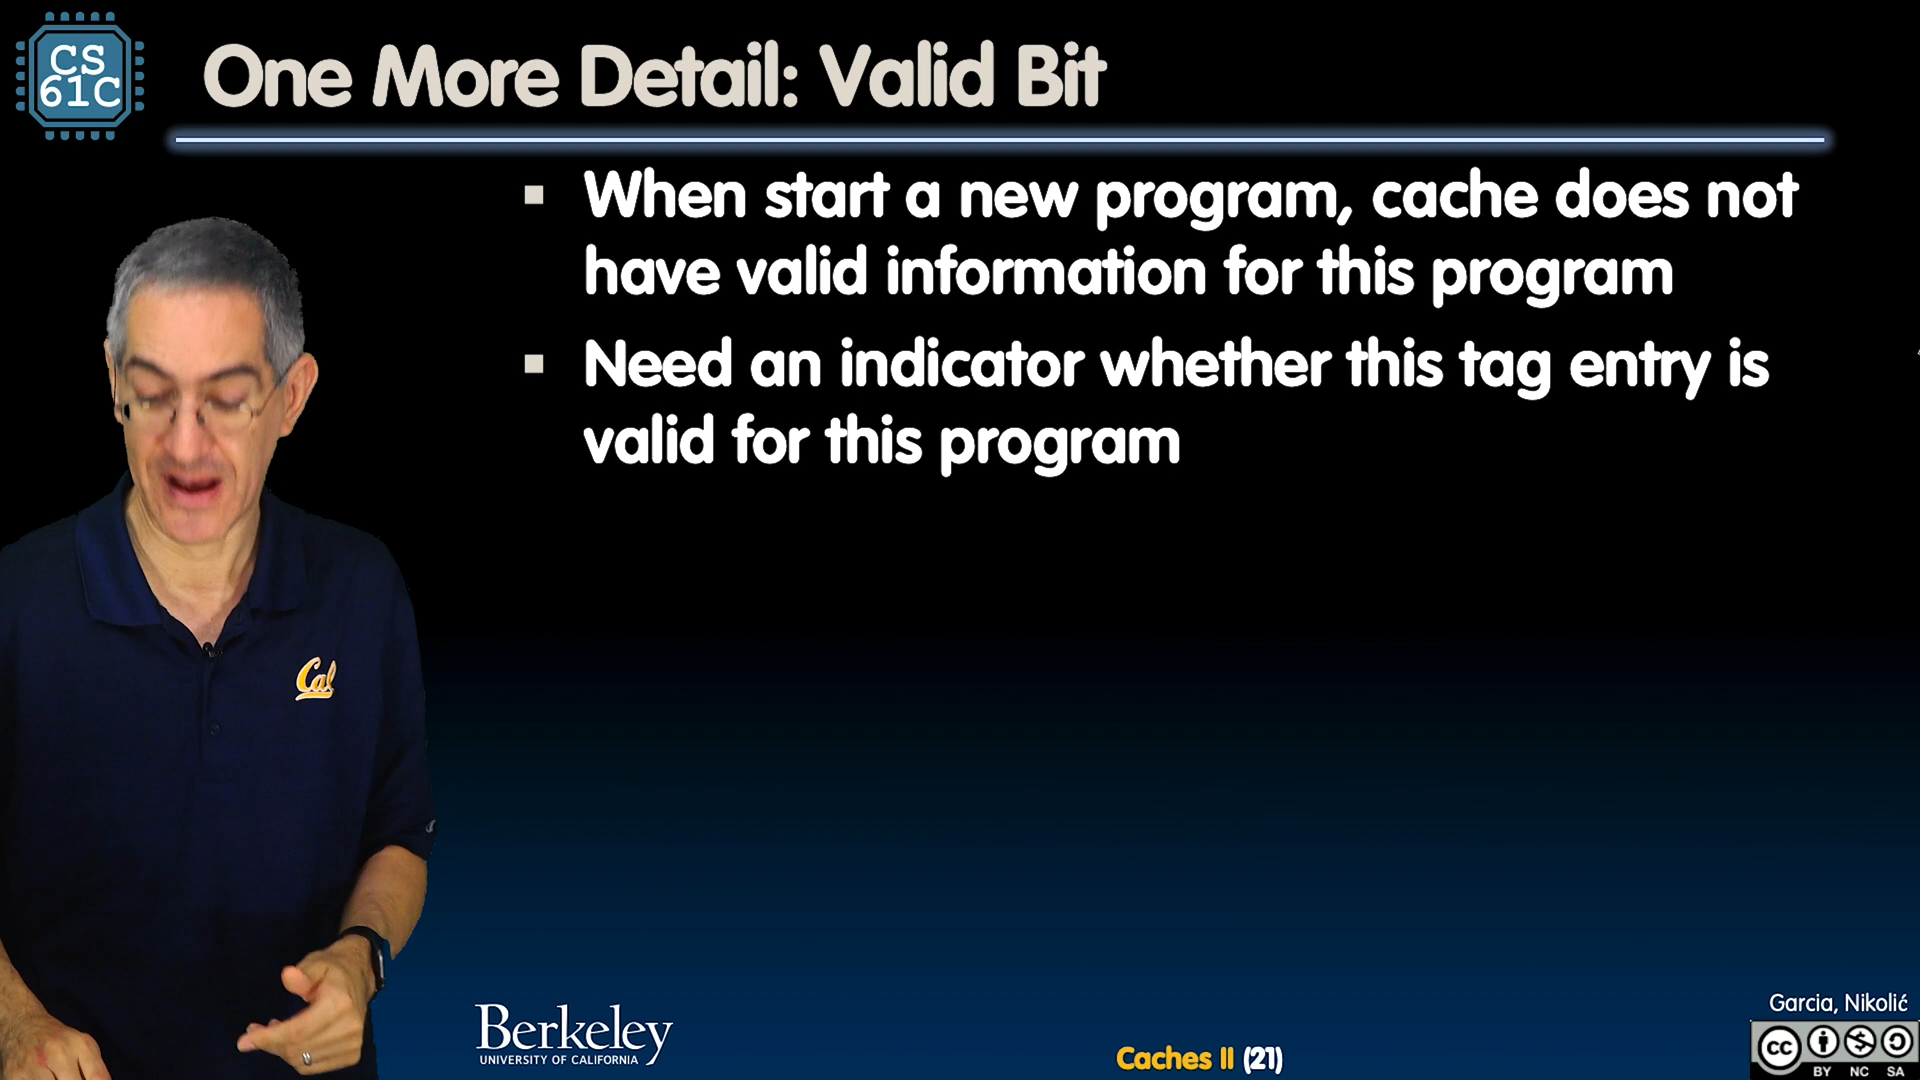 CS
61C
One More Detail: Valid Bit
When start a new program, cache does not
have valid information for this program
Need an indicator whether this tag entry is
valid for this program
Cal
Berkeley
UNIVERSITY OF CALIFORNIA
Caches II (21)
Garcia, Nikolić
cc
BY NC SA